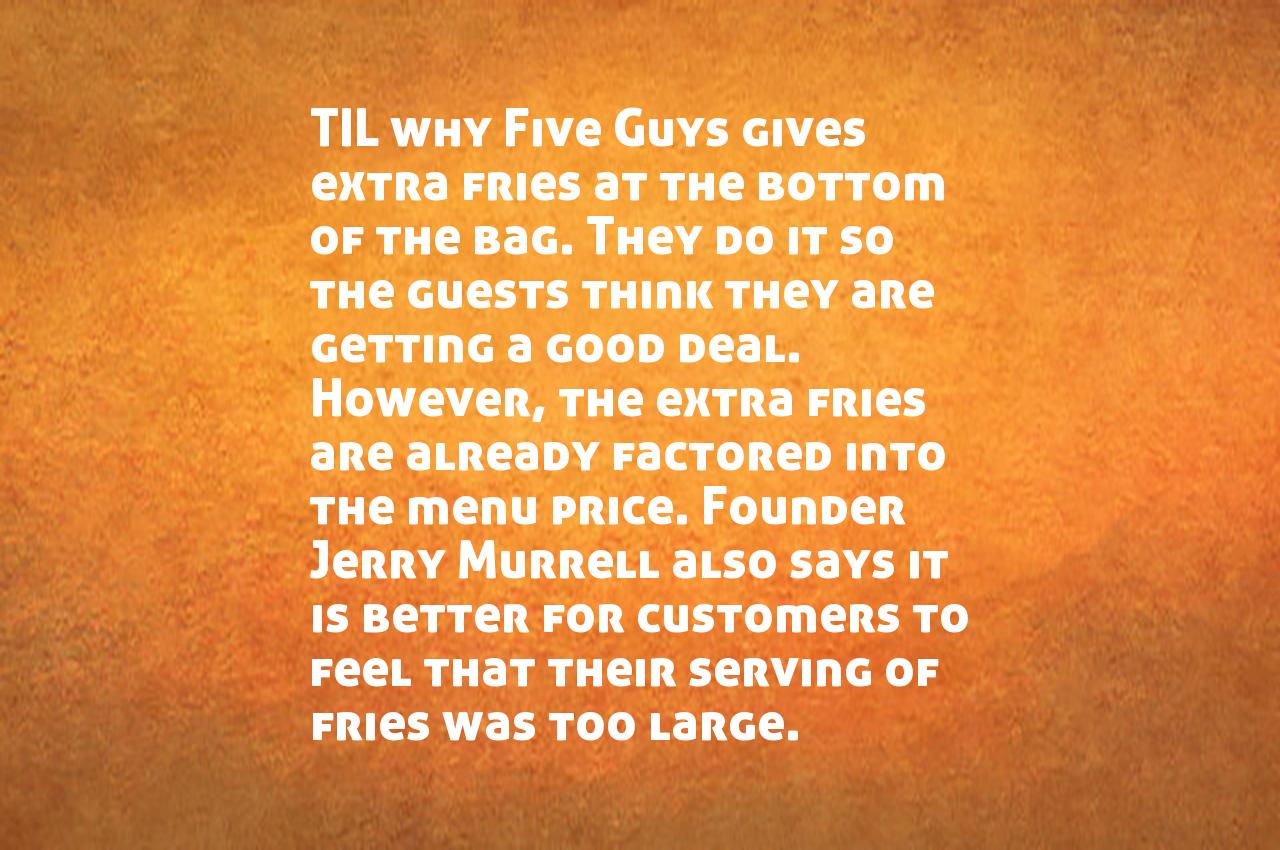 TIL why Five Guys gives
extra fries at the bottom
of the bag. They do it so
the guests think they are
getting a good deal.
However, the extra fries
are already factored into
the menu price. Founder
Jerry Murrell also says it
is better for customers to
feel that their serving of
fries was too large.